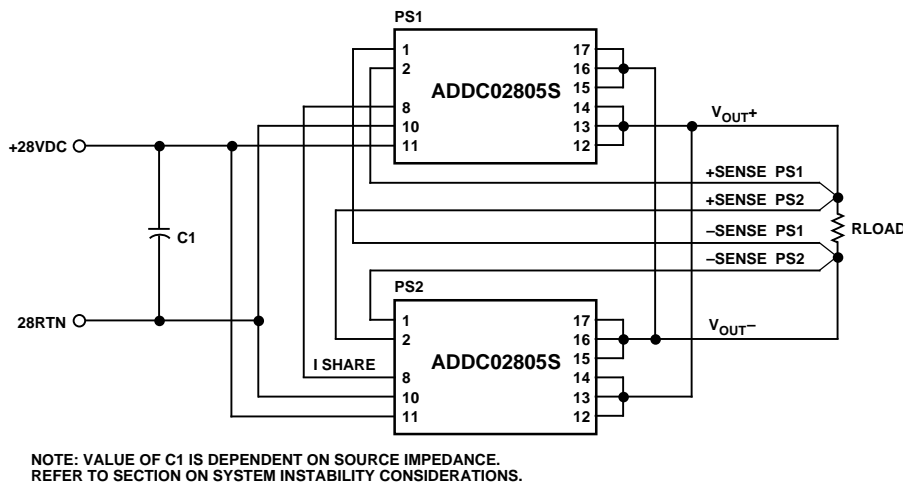 PS1
1
2
8
10
11
ADDC02805S
17
16
15
14
13
12
VOUT+
+28VDC
+SENSE PS1
+SENSE PS2
C1
–SENSE PS1
RLOAD
–SENSE PS2
PS2
28RTN
1
2
8
10
11
ADDC02805S
17
16
15
14
13
12
VOUT–
I SHARE
NOTE: VALUE OF C1 IS DEPENDENT ON SOURCE IMPEDANCE.
REFER TO SECTION ON SYSTEM INSTABILITY CONSIDERATIONS.